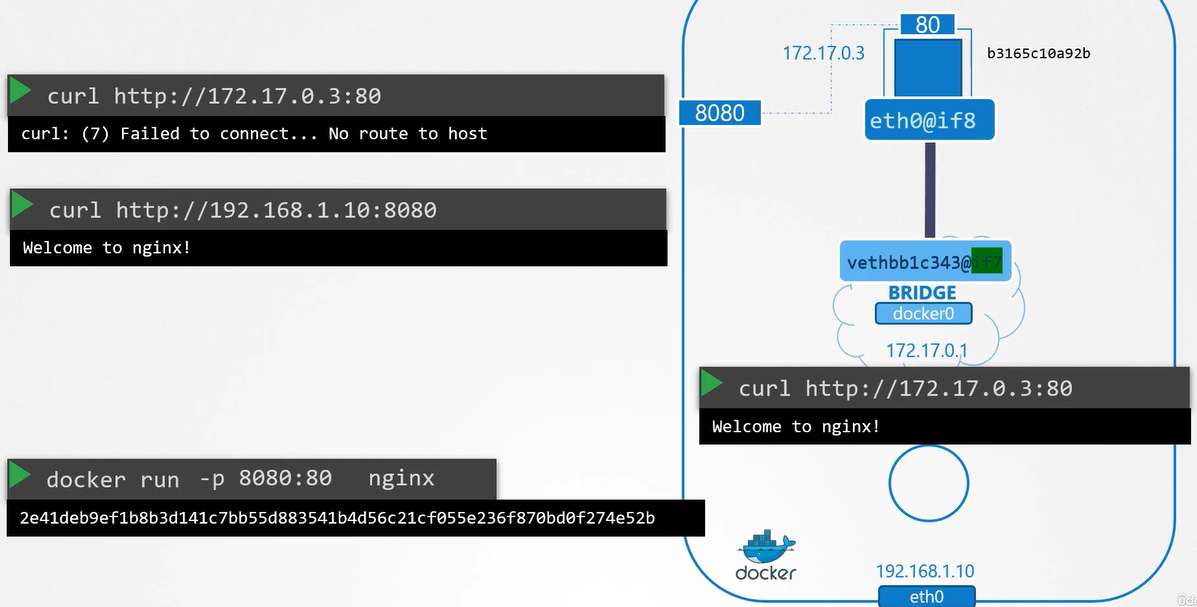 curl http://172.17.0.3:80
curl: (7) Failed to connect... No route to host
curl http://192.168.1.10:8080
Welcome to nginx!
docker run -p 8080:80 nginx
2e41deb9ef1b8b3d141c7bb55d883541b4d56c21cf055e236f870bd0f274e52b
80
172.17.0.3
b3165c10a92b
8080
eth0@if8
vethbb1c343@if7
BRIDGE
docker0
172.17.0.1
curl http://172.17.0.3:80
Welcome to nginx!
docker
192.168.1.10
eth0